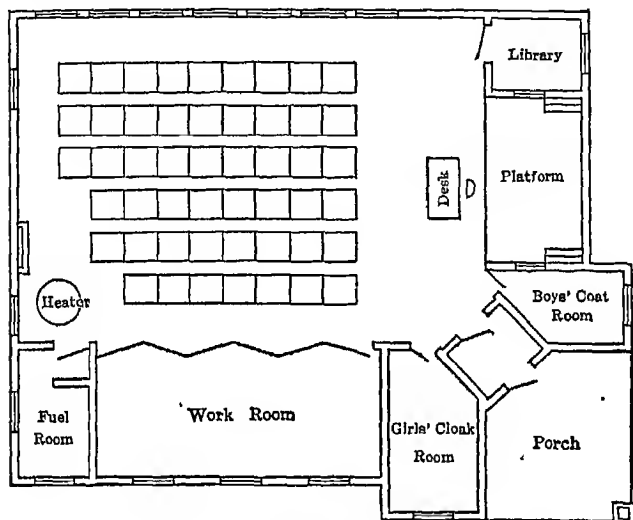 Library
Desk
Platform
Heater
Boys' Coat
Room
Fuel
Room
Work Room
Girls' Cloak
Room
Porch